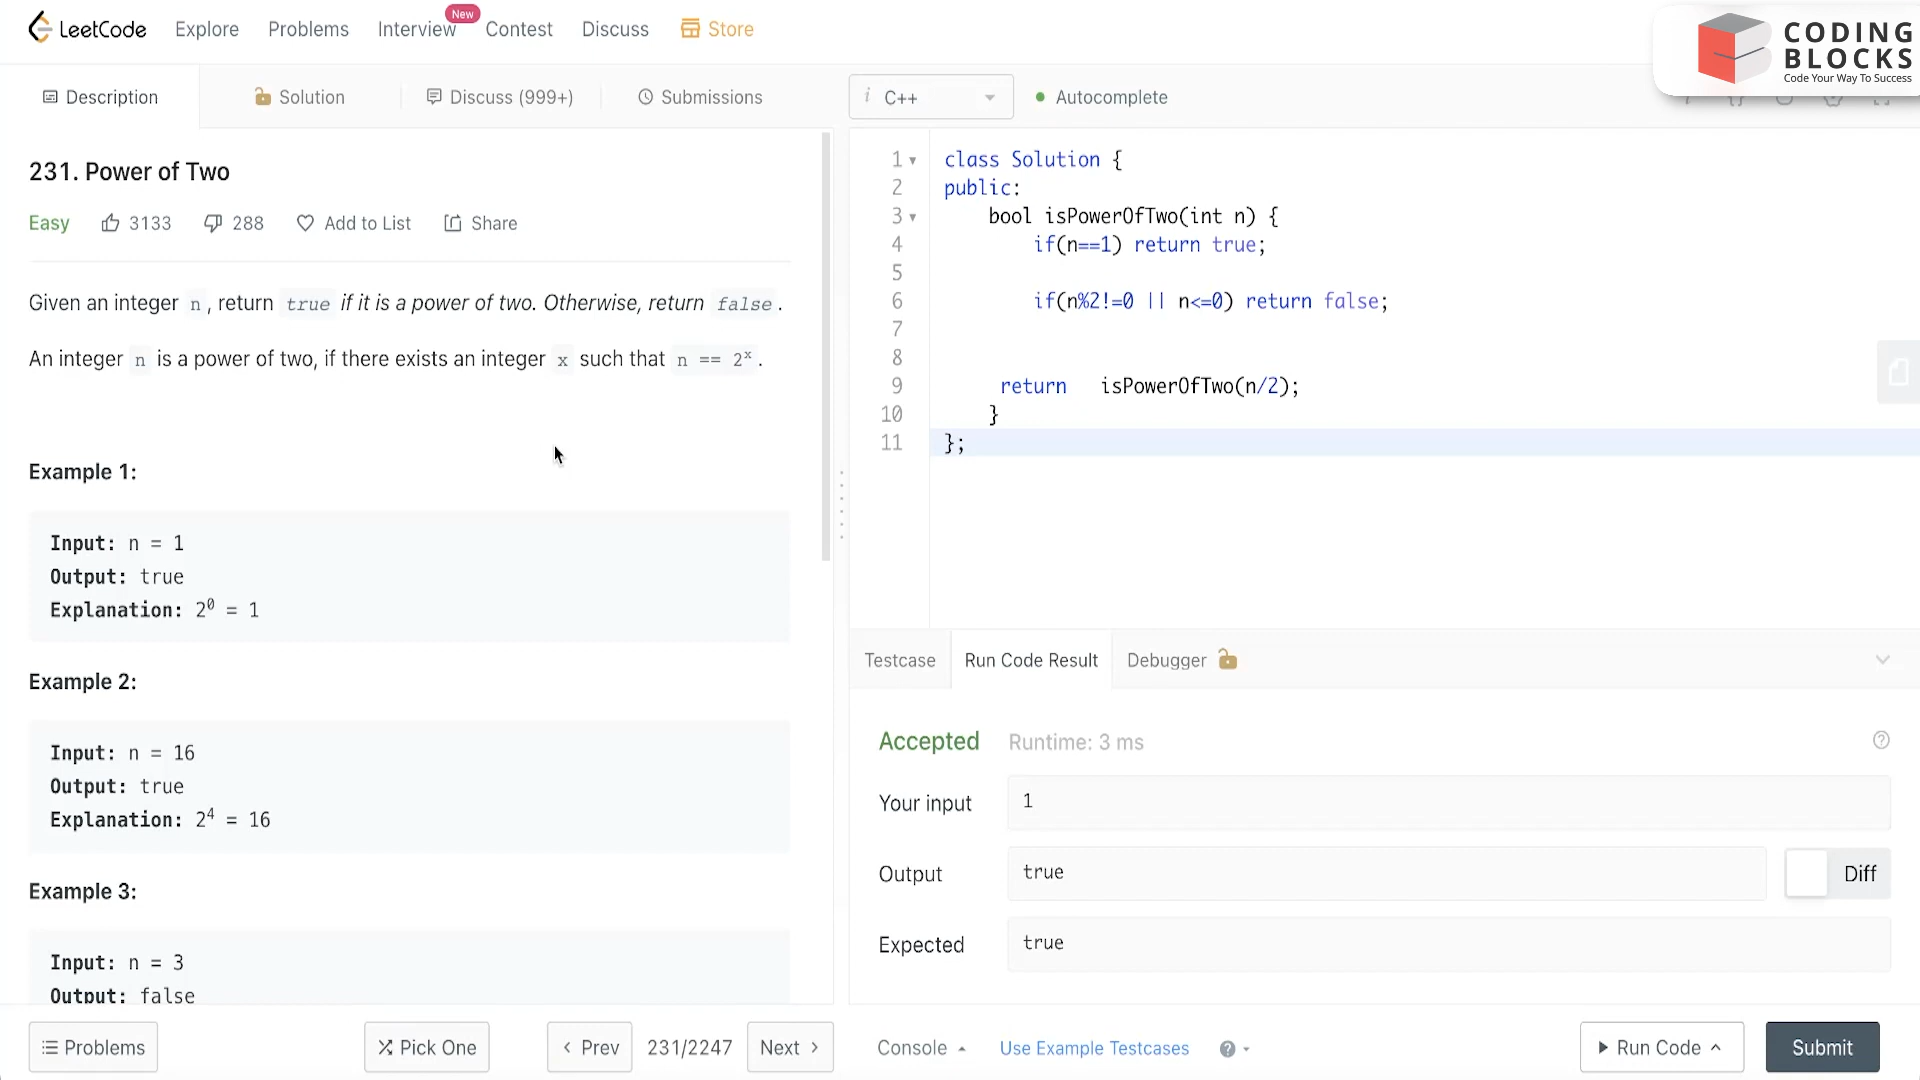 LeetCode Explore Problems Interview New Contest Discuss Store
CODING
BLOCKS
Code Your Way To Success
Description Solution Discuss (999+) Submissions
i C++ Autocomplete
231. Power of Two
Easy 3133 288 Add to List Share
Given an integer n, return true if it is a power of two. Otherwise, return false.
An integer n is a power of two, if there exists an integer x such that n == 2ˣ.
Example 1:
Input: n = 1
Output: true
Explanation: 2⁰ = 1
Example 2:
Input: n = 16
Output: true
Explanation: 2⁴ = 16
Example 3:
Input: n = 3
Output: false
1 class Solution {
2 public:
3 bool isPowerOfTwo(int n) {
4 if(n==1) return true;
5
6 if(n%2!=0 || n<=0) return false;
7
8
9 return isPowerOfTwo(n/2);
10 }
11 };
Testcase Run Code Result Debugger
Accepted Runtime: 3 ms
Your input 1
Output true Diff
Expected true
Problems Pick One Prev 231/2247 Next
Console Use Example Testcases Run Code Submit